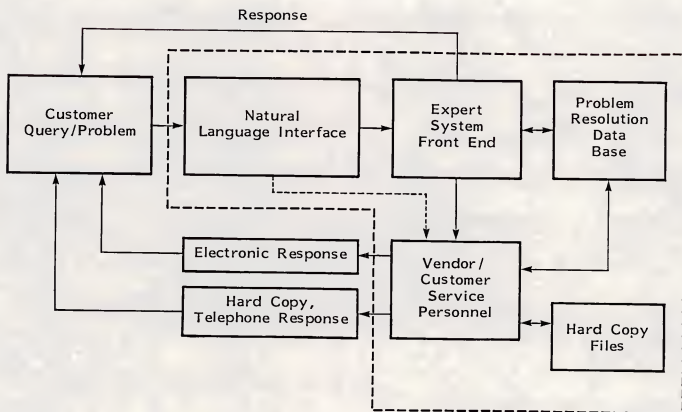 Response
Customer
Query/Problem
Natural
Language Interface
Expert
System
Front End
Problem
Resolution
Data
Base
Electronic Response
Hard Copy,
Telephone Response
Vendor/
Customer
Service
Personnel
Hard Copy
Files